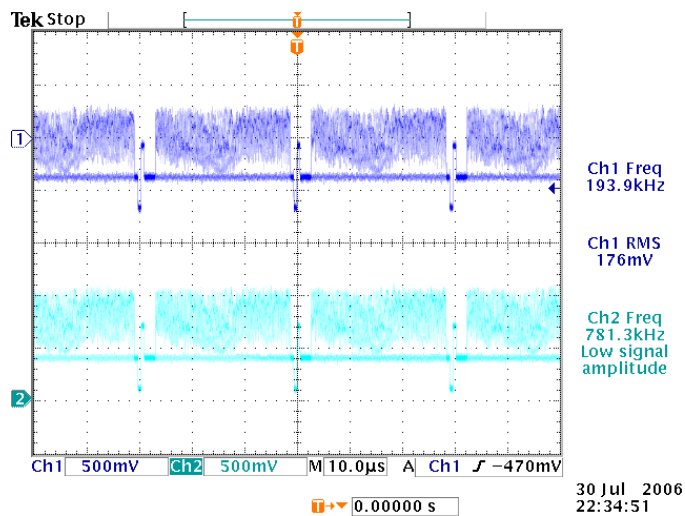 Tek Stop
T
T
1
Ch1 Freq
193.9kHz
Ch1 RMS
176mV
Ch2 Freq
781.3kHz
Low signal
amplitude
2
Ch1 500mV Ch2 500mV M 10.0µs A Ch1 ∫ −470mV
T→▼ 0.00000 s
30 Jul 2006
22:34:51